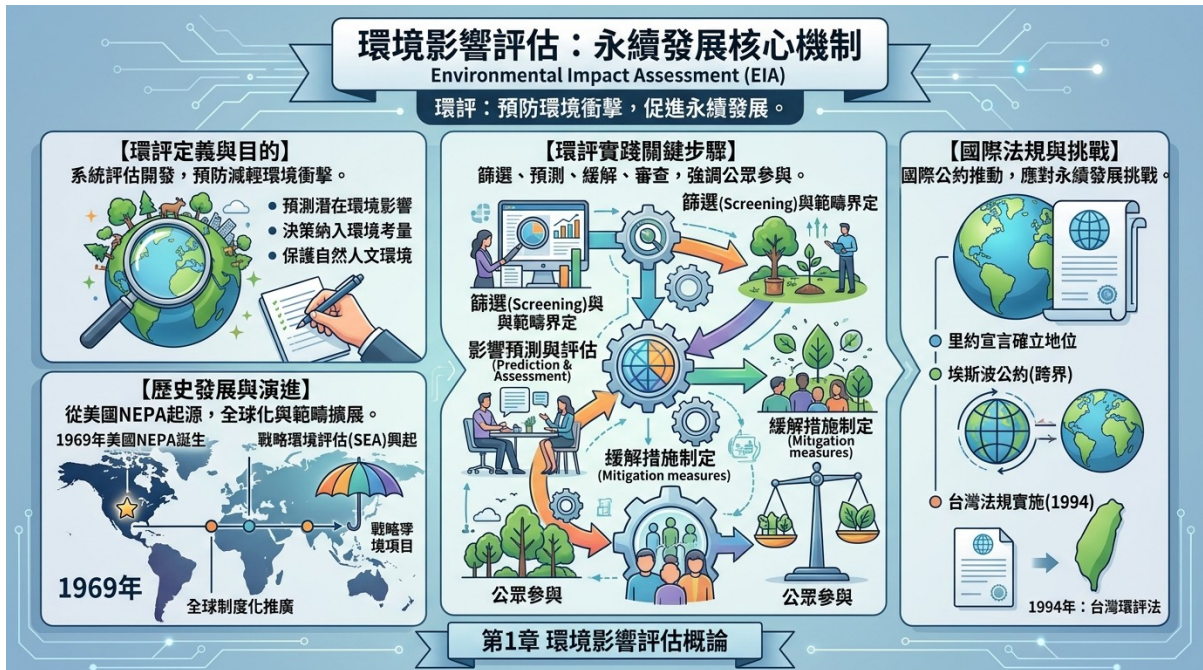 環境影響評估：永續發展核心機制
Environmental Impact Assessment (EIA)
環評：預防環境衝擊，促進永續發展。
【環評定義與目的】
系統評估開發，預防減輕環境衝擊。
• 預測潛在環境影響
• 決策納入環境考量
• 保護自然人文環境
【歷史發展與演進】
從美國NEPA起源，全球化與範疇擴展。
1969年美國NEPA誕生
戰略環境評估(SEA)興起
境項目
1969年
全球制度化推廣
【環評實踐關鍵步驟】
篩選、預測、緩解、審查，強調公眾參與。
篩選(Screening)與範疇界定
篩選(Screening)與
與範疇界定
影響預測與評估
(Prediction &
Assessment)
緩解措施制定
(Mitigation
measures)
緩解措施制定
(Mitigation measures)
公眾參與
公眾參與
【國際法規與挑戰】
國際公約推動，應對永續發展挑戰。
里約宣言確立地位
埃斯波公約(跨界)
台灣法規實施(1994)
1994年：台灣環評法
第1章 環境影響評估概論